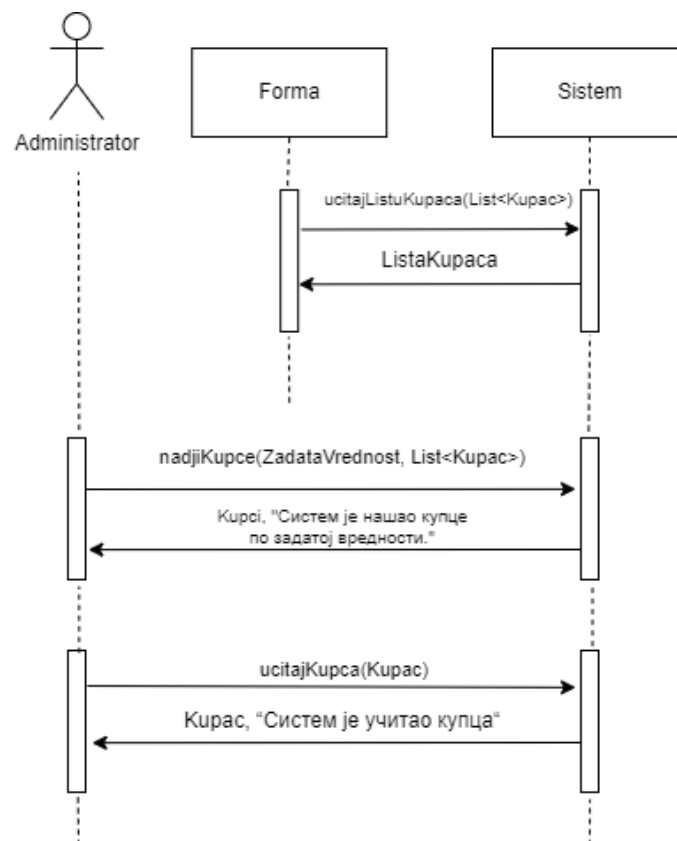 Forma
Sistem
Administrator
ucitajListuKupaca(List<Kupac>)
ListaKupaca
nadjiKupce(ZadataVrednost, List<Kupac>)
Kupci, "Систем је нашао купце
по задатој вредности."
ucitajKupca(Kupac)
Kupac, “Систем је учитао купца“